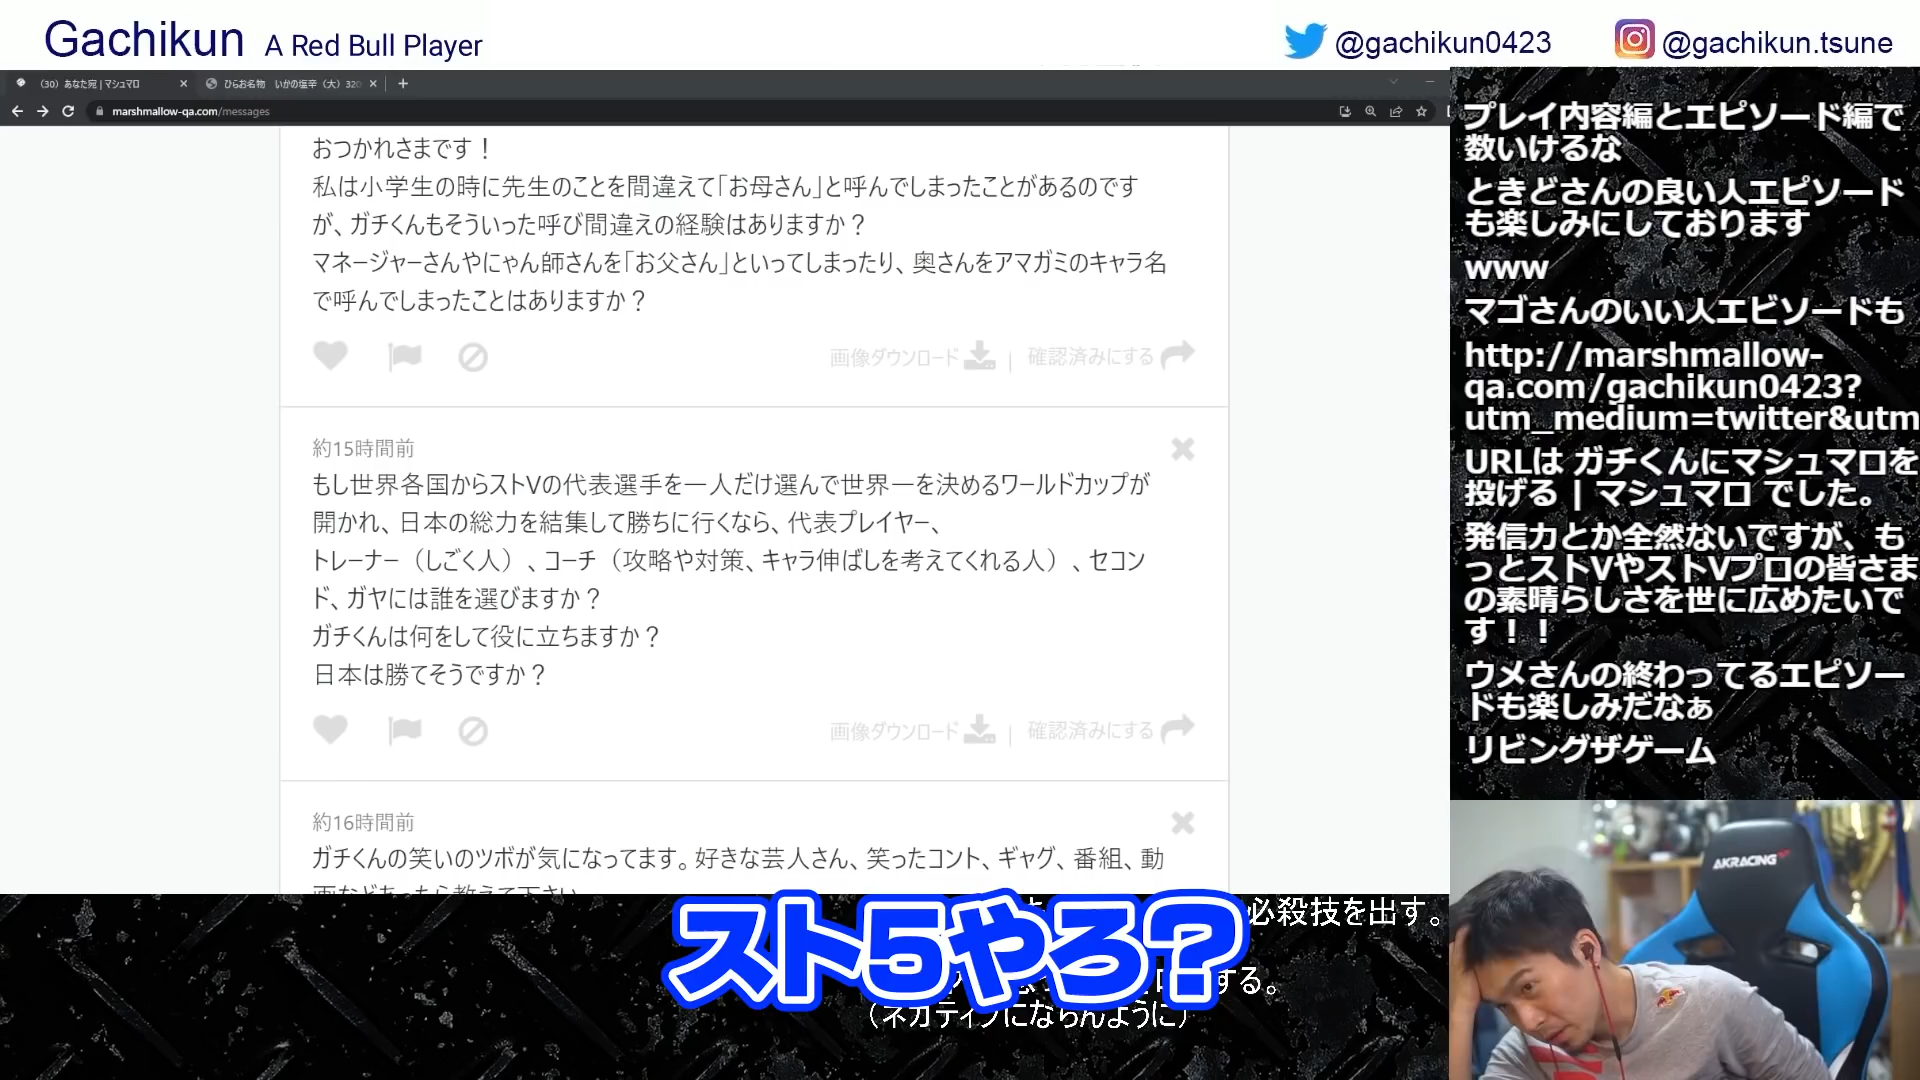 Gachikun A Red Bull Player
@gachikun0423
@gachikun.tsune
(30) あなた宛 | マシュマロ
ひらお名物 いかの塩辛（大）320
marshmallow-qa.com/messages
おつかれさまです！
私は小学生の時に先生のことを間違えて「お母さん」と呼んでしまったことがあるのです
が、ガチくんもそういった呼び間違えの経験はありますか？
マネージャーさんやにゃん師さんを「お父さん」といってしまったり、奥さんをアマガミのキャラ名
で呼んでしまったことはありますか？
画像ダウンロード | 確認済みにする
約15時間前
もし世界各国からストVの代表選手を一人だけ選んで世界一を決めるワールドカップが
開かれ、日本の総力を結集して勝ちに行くなら、代表プレイヤー、
トレーナー（しごく人）、コーチ（攻略や対策、キャラ伸ばしを考えてくれる人）、セコン
ド、ガヤには誰を選びますか？
ガチくんは何をして役に立ちますか？
日本は勝てそうですか？
画像ダウンロード | 確認済みにする
約16時間前
ガチくんの笑いのツボが気になってます。好きな芸人さん、笑ったコント、ギャグ、番組、動
必殺技を出す。
スト5やろ？
する。
（ネガティブにならんように）
プレイ内容編とエピソード編で
数いけるな
ときどさんの良い人エピソード
も楽しみにしております
www
マゴさんのいい人エピソードも
http://marshmallow-
qa.com/gachikun0423?
utm_medium=twitter&utm
URLは ガチくんにマシュマロを
投げる | マシュマロ でした。
発信力とか全然ないですが、も
っとストVやストVプロの皆さま
の素晴らしさを世に広めたいで
す！！
ウメさんの終わってるエピソー
ドも楽しみだなぁ
リビングザゲーム
AKRACING